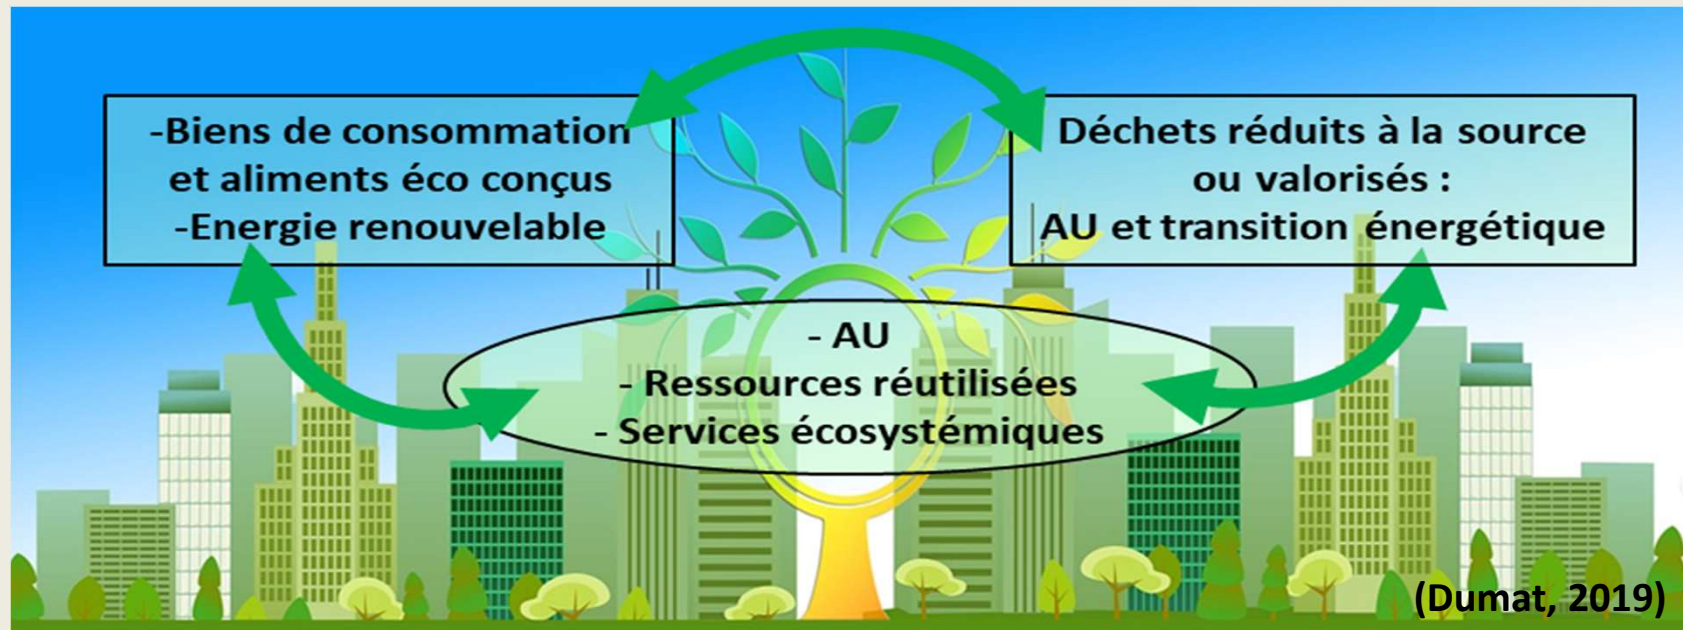 -Biens de consommation
et aliments éco conçus
-Energie renouvelable
Déchets réduits à la source
ou valorisés :
AU et transition énergétique
- AU
- Ressources réutilisées
- Services écosystémiques
(Dumat, 2019)